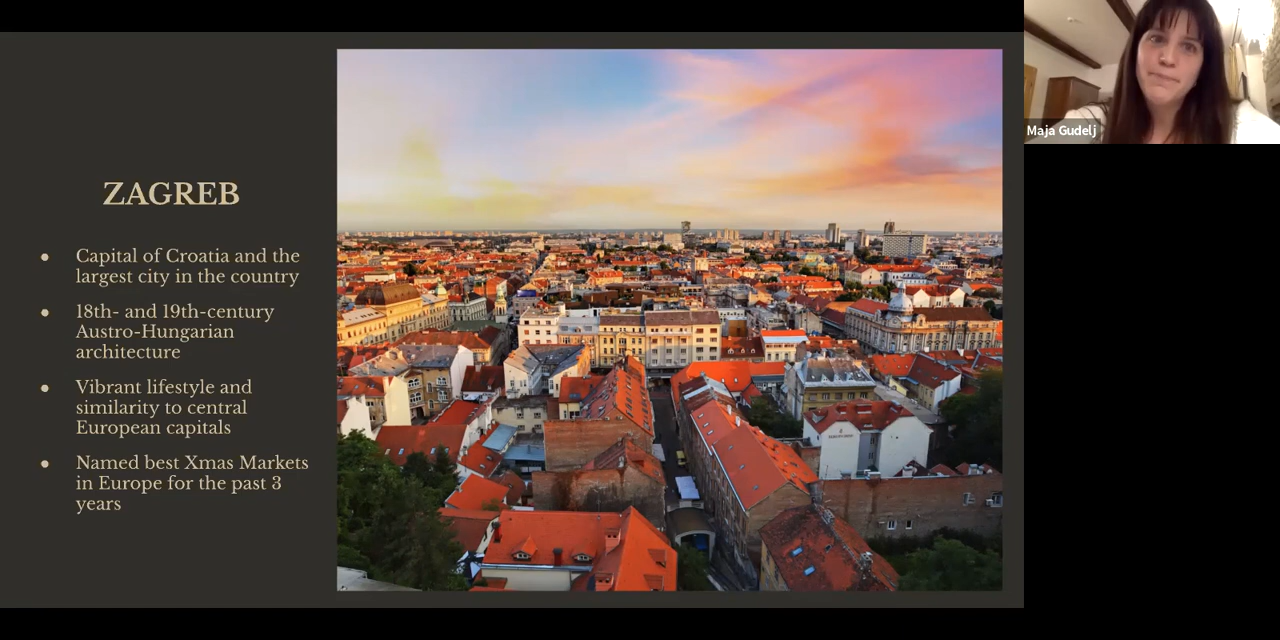 ZAGREB
● Capital of Croatia and the
largest city in the country
● 18th- and 19th-century
Austro-Hungarian
architecture
● Vibrant lifestyle and
similarity to central
European capitals
● Named best Xmas Markets
in Europe for the past 3
years
Maja Gudelj